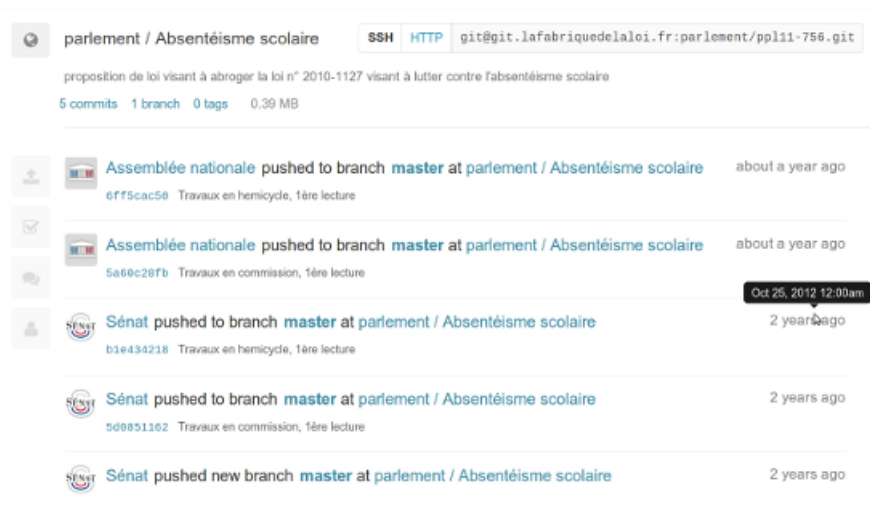 parlement / Absentéisme scolaire SSH HTTP git@git.lafabriquedelaloi.fr:parlement/ppl11-756.git
proposition de loi visant à abroger la loi n° 2010-1127 visant à lutter contre l'absentéisme scolaire
5 commits 1 branch 0 tags 0.39 MB
Assemblée nationale pushed to branch master at parlement / Absentéisme scolaire about a year ago
6ff5cac50 Travaux en hemicycle, 1ère lecture
Assemblée nationale pushed to branch master at parlement / Absentéisme scolaire about a year ago
5a60c28fb Travaux en commission, 1ère lecture
Oct 25, 2012 12:00am
SÉNAT Sénat pushed to branch master at parlement / Absentéisme scolaire 2 years ago
b1e434218 Travaux en hemicycle, 1ère lecture
SÉNAT Sénat pushed to branch master at parlement / Absentéisme scolaire 2 years ago
5d0851162 Travaux en commission, 1ère lecture
SÉNAT Sénat pushed new branch master at parlement / Absentéisme scolaire 2 years ago